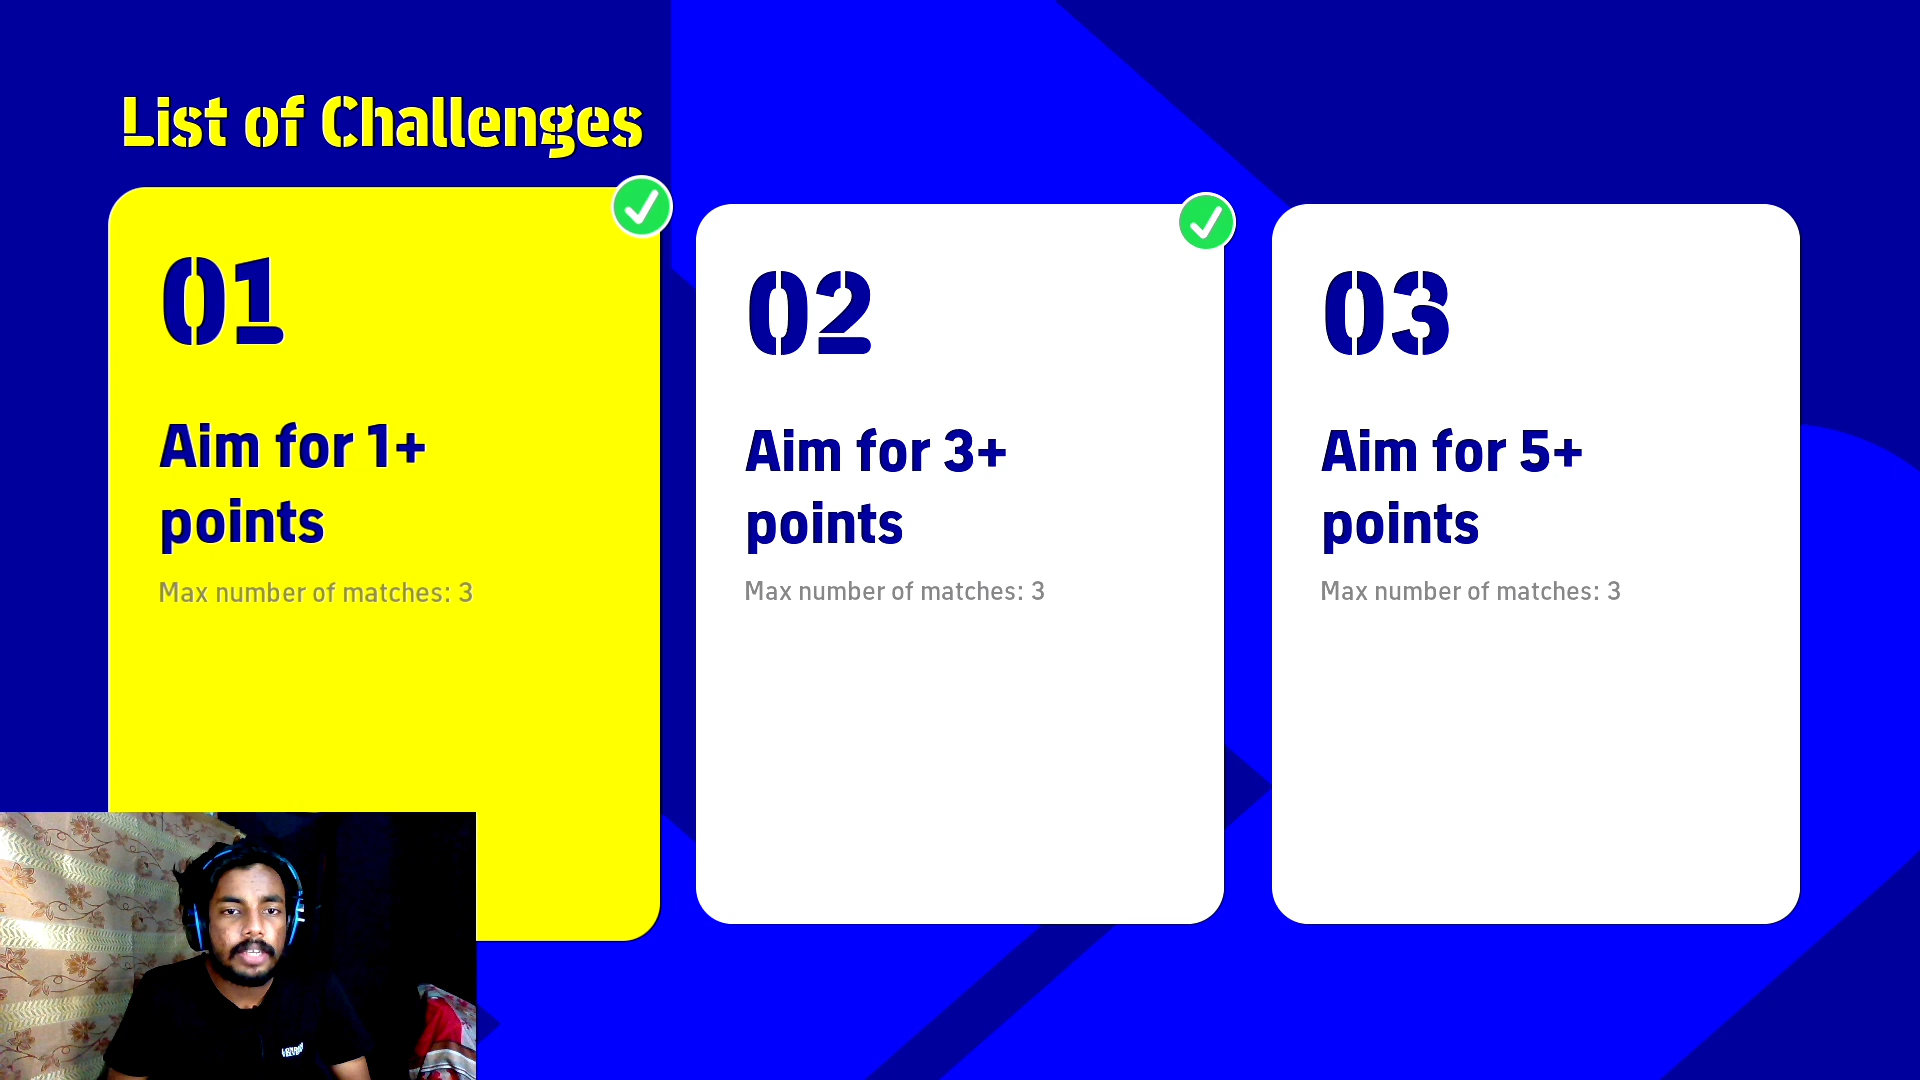 List of Challenges
01
Aim for 1+
points
Max number of matches: 3
02
Aim for 3+
points
Max number of matches: 3
03
Aim for 5+
points
Max number of matches: 3